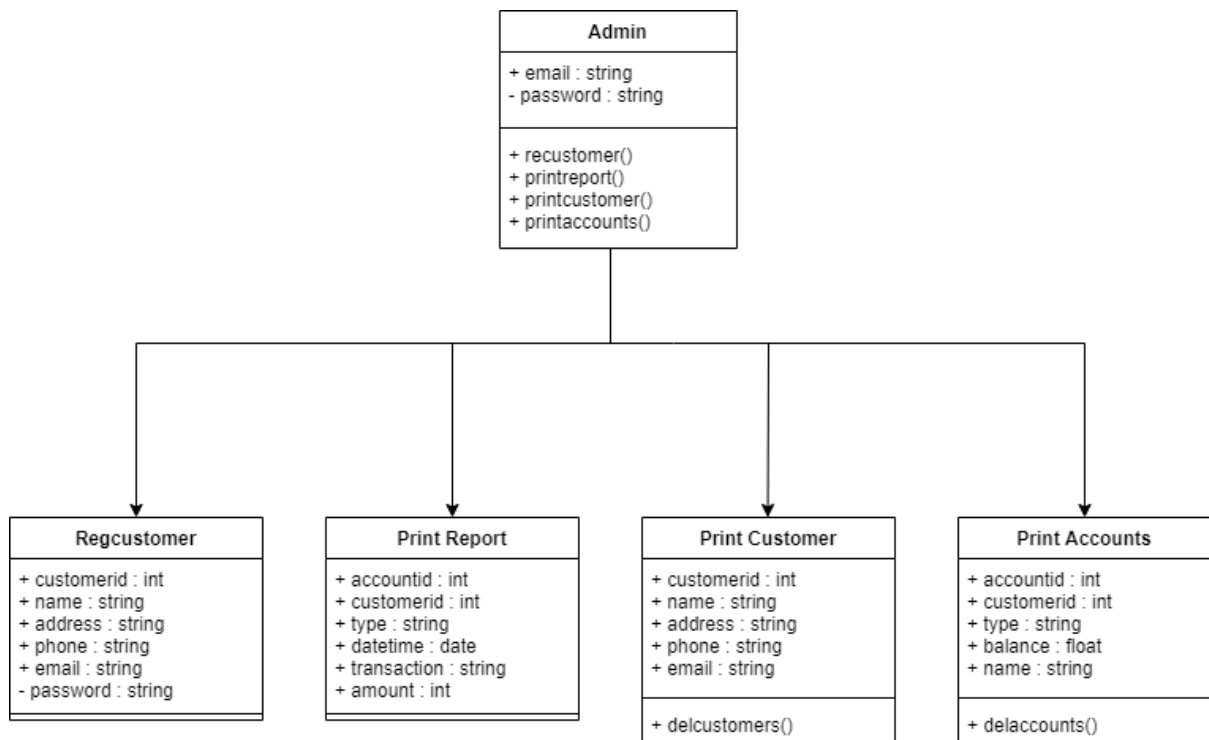 Admin
+ email : string
- password : string
+ recustomer()
+ printreport()
+ printcustomer()
+ printaccounts()
Regcustomer
+ customerid : int
+ name : string
+ address : string
+ phone : string
+ email : string
- password : string
Print Report
+ accountid : int
+ customerid : int
+ type : string
+ datetime : date
+ transaction : string
+ amount : int
Print Customer
+ customerid : int
+ name : string
+ address : string
+ phone : string
+ email : string
+ delcustomers()
Print Accounts
+ accountid : int
+ customerid : int
+ type : string
+ balance : float
+ name : string
+ delaccounts()